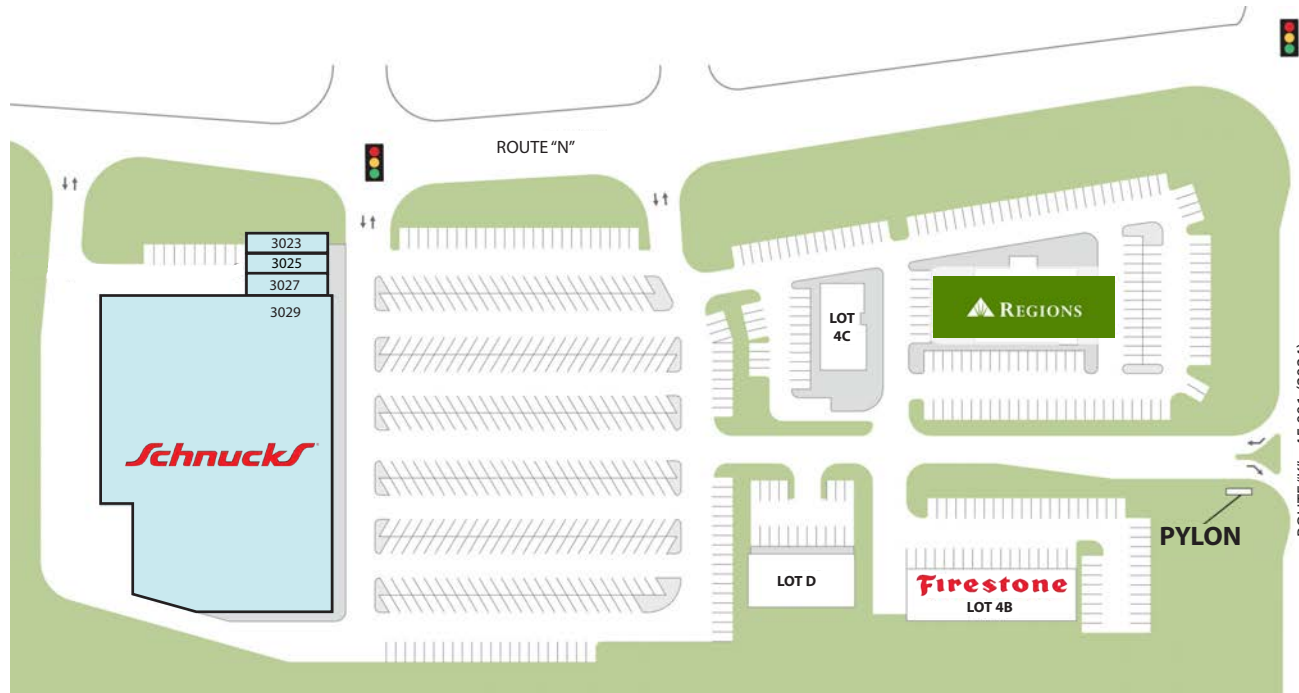 ROUTE “N”
3023
3025
3027
3029
LOT
4C
REGIONS
Schnucks
PYLON
LOT D
Firestone
LOT 4B